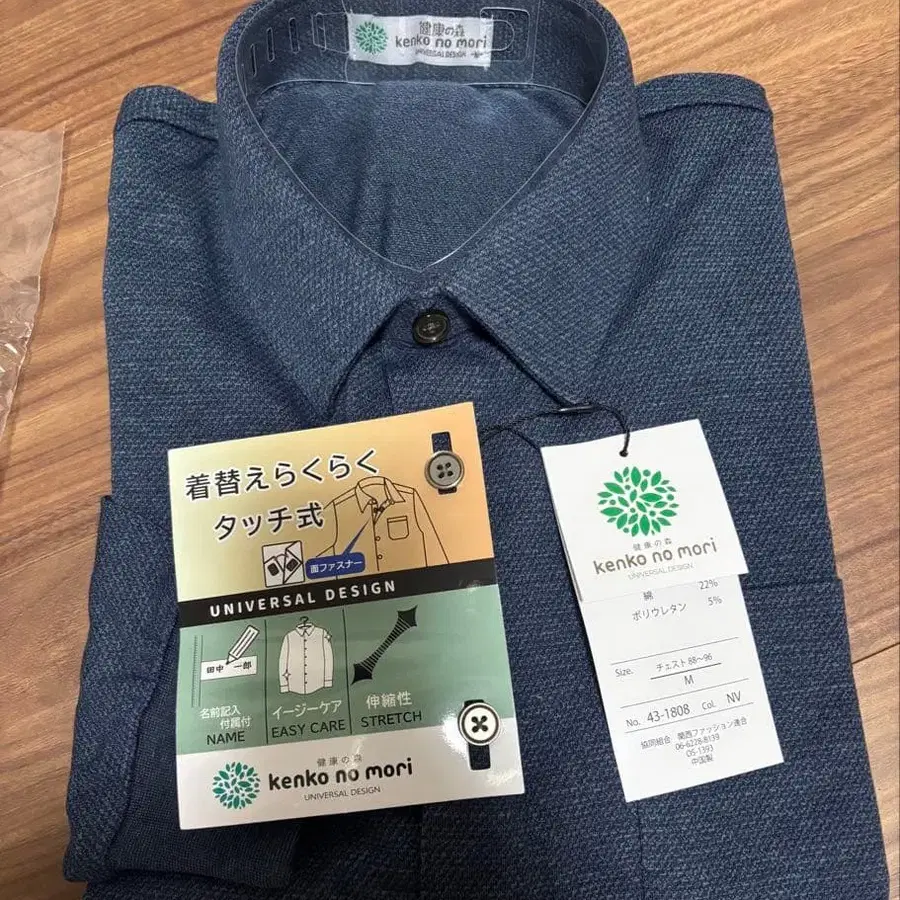 健康の森
kenko no mori
UNIVERSAL DESIGN
着替えらくらく
タッチ式
面ファスナー
UNIVERSAL DESIGN
田中 一郎
名前記入
付属付
NAME
イージーケア
EASY CARE
伸縮性
STRETCH
健康の森
kenko no mori
UNIVERSAL DESIGN
健康の森
kenko no mori
UNIVERSAL DESIGN
綿 22%
ポリウレタン 5%
Size. チェスト 88～96
M
No. 43-1808 Col. NV
協同組合 関西ファッション連合
06-6228-8139
OS-1393
中国製